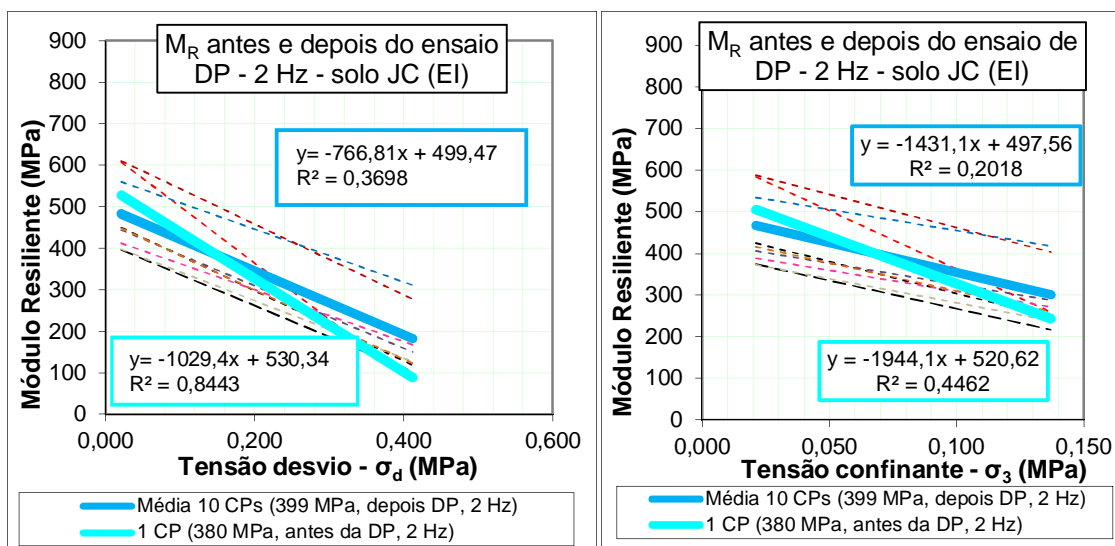 M_R antes e depois do ensaio
DP - 2 Hz - solo JC (EI)
Módulo Resiliente (MPa)
900
800
700
600
500
400
300
200
100
0
y= -766,81x + 499,47
R² = 0,3698
y= -1029,4x + 530,34
R² = 0,8443
0,000 0,200 0,400 0,600
Tensão desvio - σ_d (MPa)
Média 10 CPs (399 MPa, depois DP, 2 Hz)
1 CP (380 MPa, antes da DP, 2 Hz)
M_R antes e depois do ensaio de
DP - 2 Hz - solo JC (EI)
Módulo Resiliente (MPa)
900
800
700
600
500
400
300
200
100
0
y = -1431,1x + 497,56
R² = 0,2018
y = -1944,1x + 520,62
R² = 0,4462
0,000 0,050 0,100 0,150
Tensão confinante - σ_3 (MPa)
Média 10 CPs (399 MPa, depois DP, 2 Hz)
1 CP (380 MPa, antes da DP, 2 Hz)